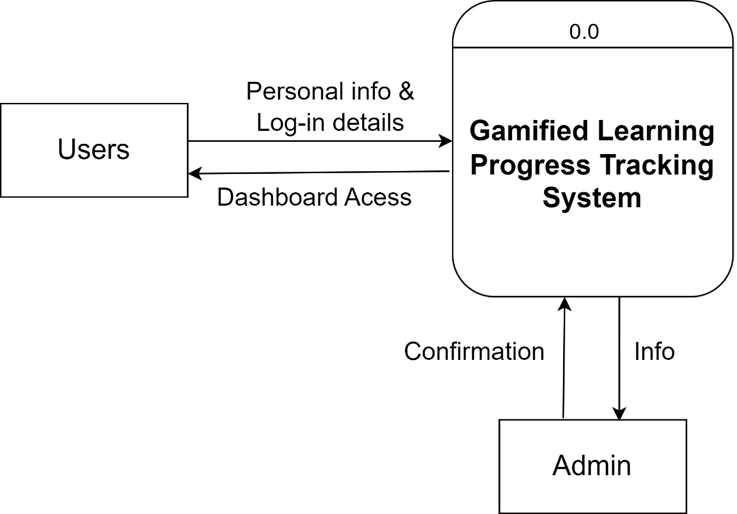 0.0
Personal info &
Log-in details
Users
Gamified Learning
Progress Tracking
System
Dashboard Acess
Confirmation
Info
Admin